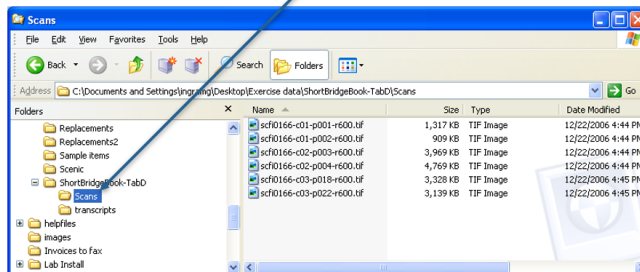 Scans
File Edit View Favorites Tools Help
Back Search Folders
Address C:\Documents and Settings\ingramg\Desktop\Exercise data\ShortBridgeBook-TabD\Scans Go
Folders x Name Size Type Date Modified
Replacements scfi0166-c01-p001-r600.tif 1,317 KB TIF Image 12/22/2006 4:44 PM
Replacements2 scfi0166-c01-p002-r600.tif 909 KB TIF Image 12/22/2006 4:44 PM
Sample items scfi0166-c02-p003-r600.tif 3,969 KB TIF Image 12/22/2006 4:44 PM
Scenic scfi0166-c02-p004-r600.tif 4,769 KB TIF Image 12/22/2006 4:44 PM
ShortBridgeBook-TabD scfi0166-c03-p018-r600.tif 3,328 KB TIF Image 12/22/2006 4:45 PM
Scans scfi0166-c03-p022-r600.tif 3,139 KB TIF Image 12/22/2006 4:45 PM
transcripts
helpfiles
images
Invoices to fax
Lab Install